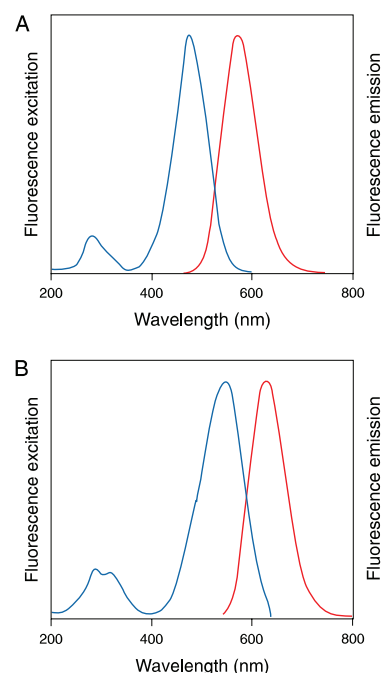 A
Fluorescence excitation
Fluorescence emission
200 400 600 800
Wavelength (nm)
B
Fluorescence excitation
Fluorescence emission
200 400 600 800
Wavelength (nm)